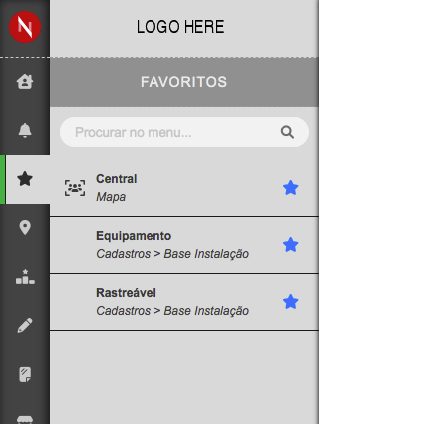 N
LOGO HERE
FAVORITOS
Procurar no menu...
Central
Mapa
Equipamento
Cadastros > Base Instalação
Rastreável
Cadastros > Base Instalação